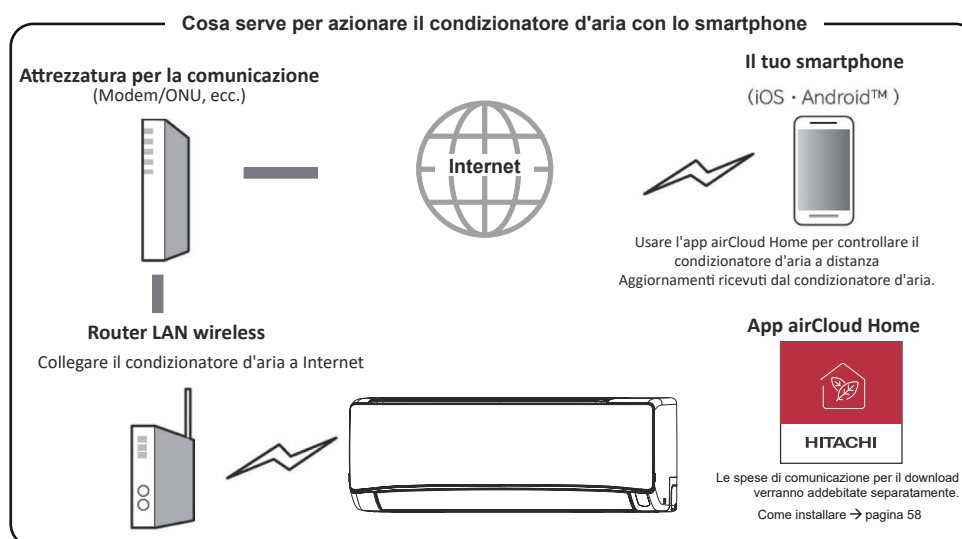 Cosa serve per azionare il condizionatore d'aria con lo smartphone
Attrezzatura per la comunicazione
(Modem/ONU, ecc.)
Internet
Il tuo smartphone
(iOS・Android™ )
Usare l'app airCloud Home per controllare il
condizionatore d'aria a distanza
Aggiornamenti ricevuti dal condizionatore d'aria.
Router LAN wireless
Collegare il condizionatore d'aria a Internet
App airCloud Home
HITACHI
Le spese di comunicazione per il download
verranno addebitate separatamente.
Come installare → pagina 58